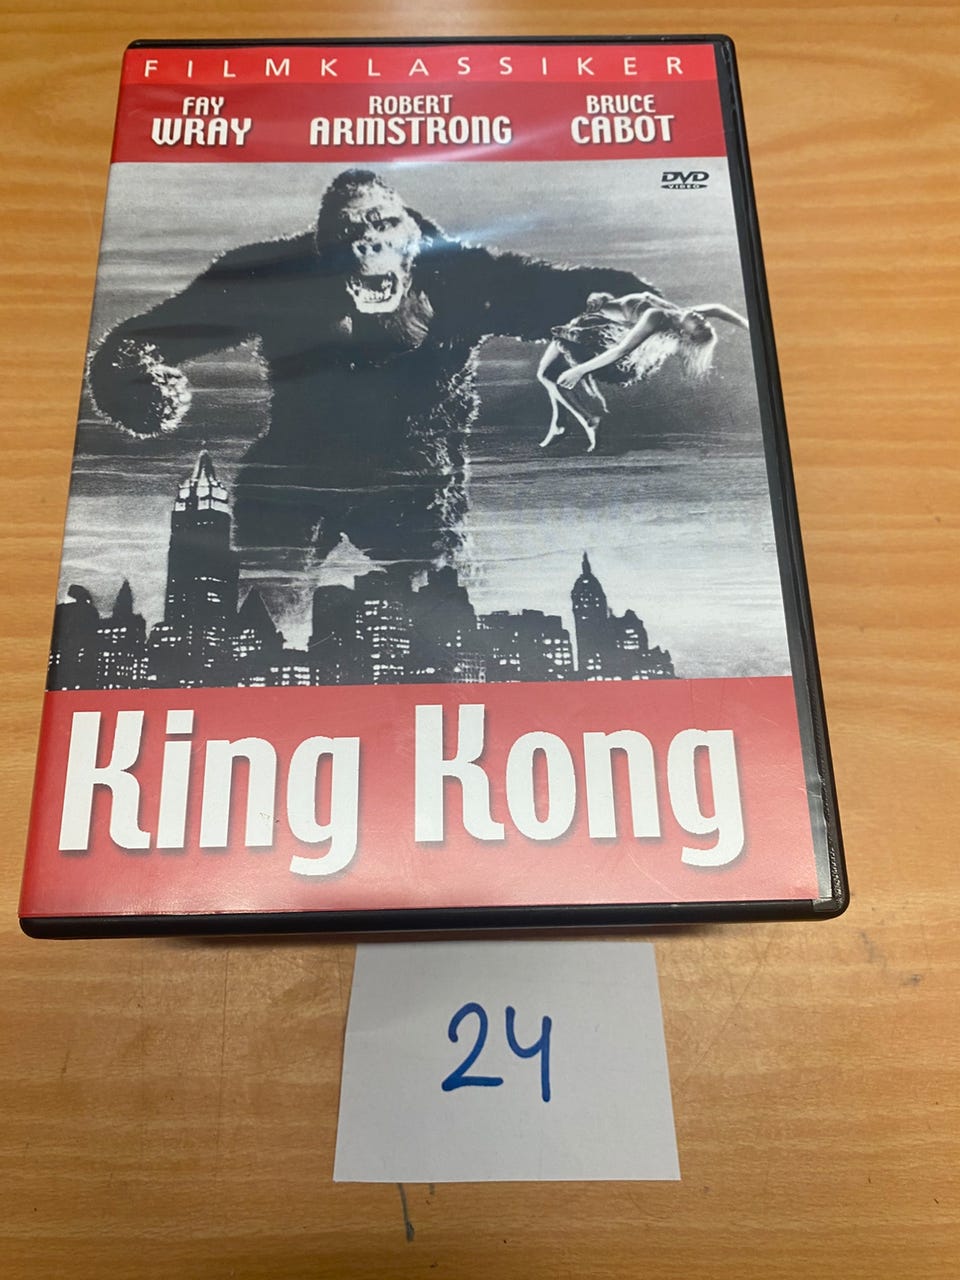 FILMKLASSIKER
FAY WRAY
ROBERT ARMSTRONG
BRUCE CABOT
DVD
VIDEO
King Kong
24